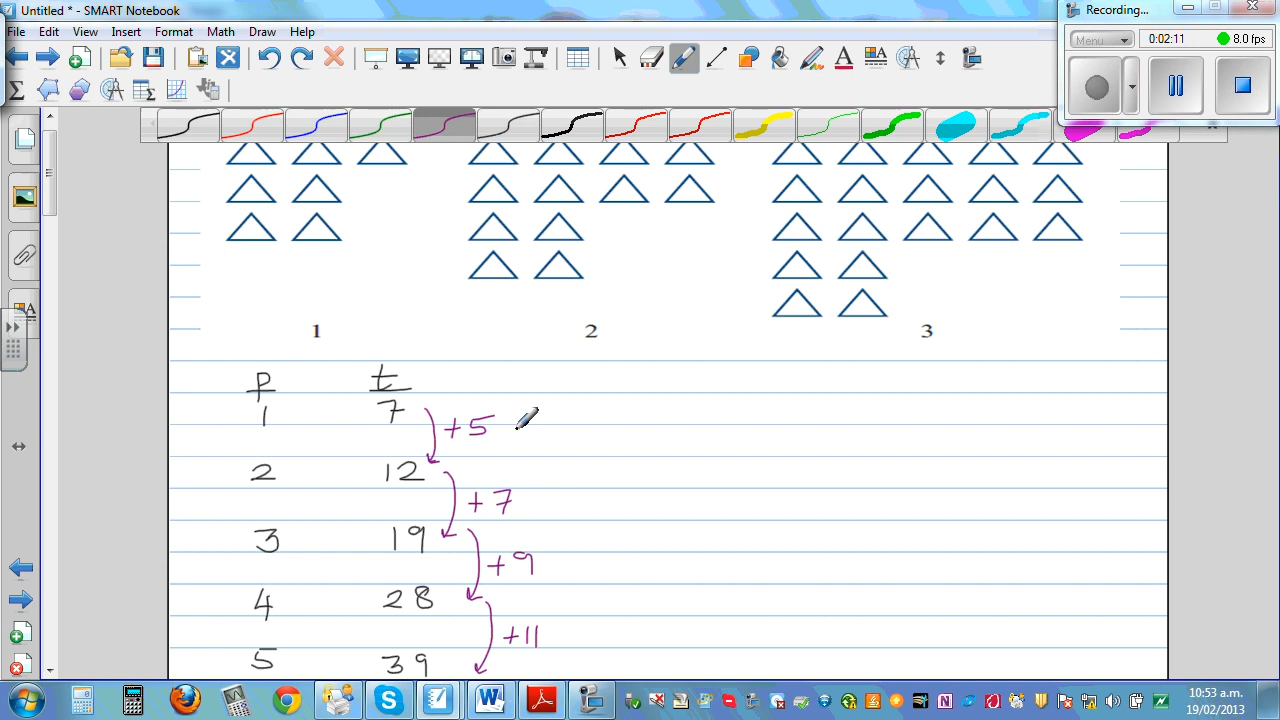 Untitled * - SMART Notebook
File Edit View Insert Format Math Draw Help
Recording...
Menu
0:02:11
8.0 fps
1 2 3
p t
1 7
+5
2 12
+7
3 19
+9
4 28
+11
5 39
10:53 a.m.
19/02/2013